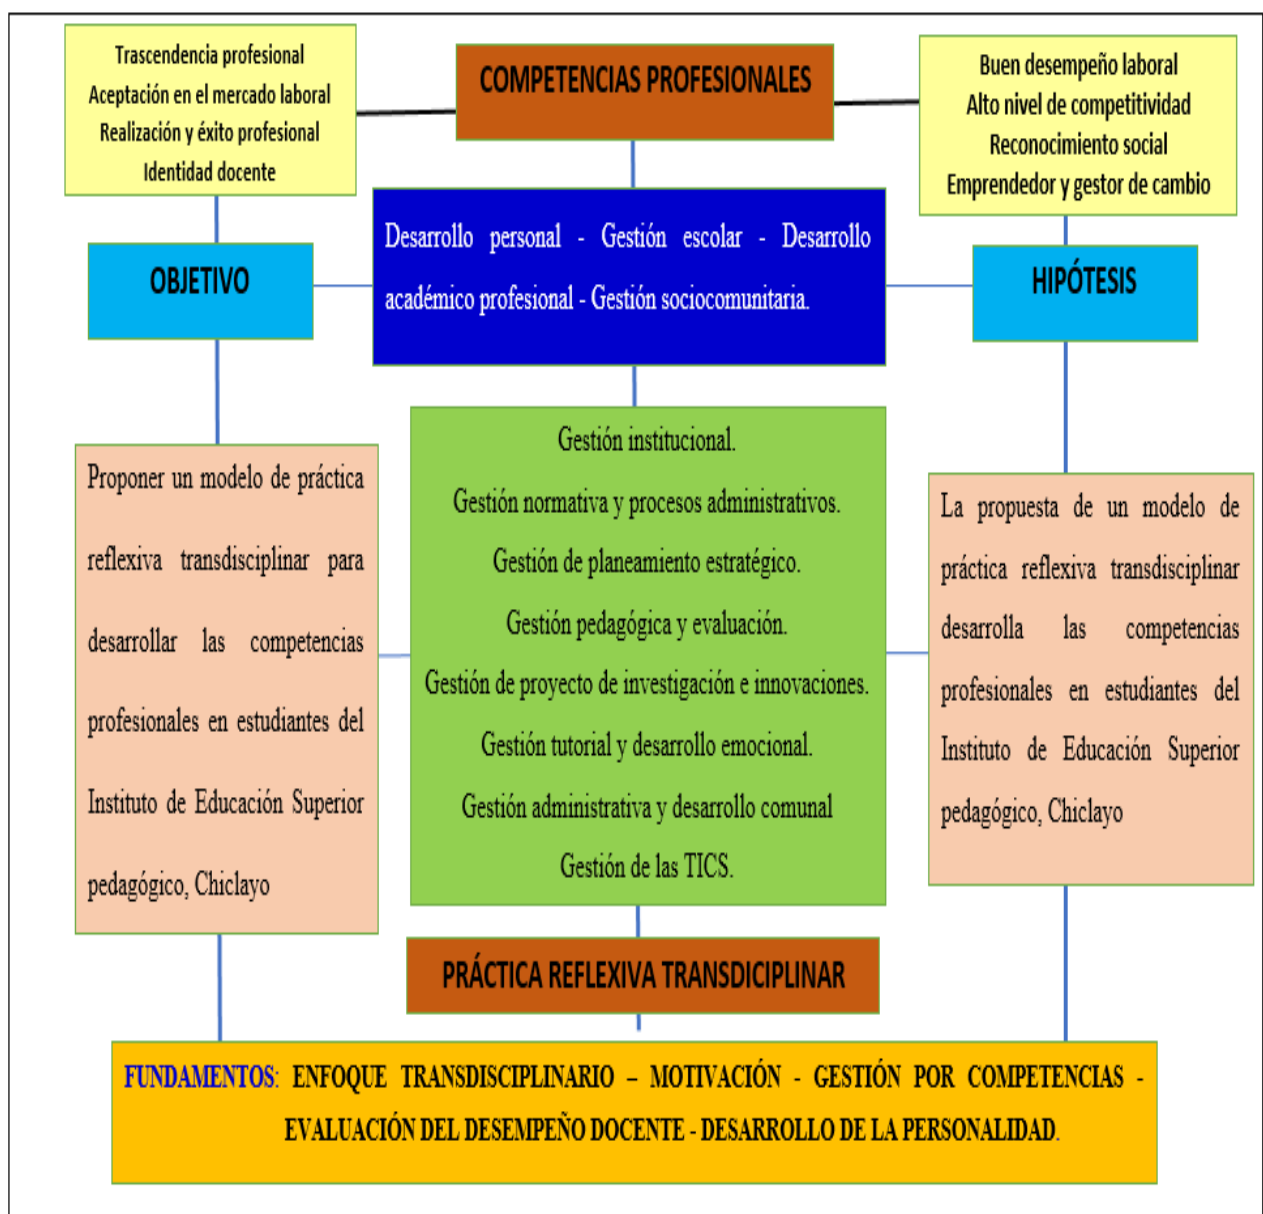 Trascendencia profesional
Aceptación en el mercado laboral
Realización y éxito profesional
Identidad docente
COMPETENCIAS PROFESIONALES
Buen desempeño laboral
Alto nivel de competitividad
Reconocimiento social
Emprendedor y gestor de cambio
Desarrollo personal - Gestión escolar - Desarrollo
académico profesional - Gestión sociocomunitaria.
OBJETIVO
HIPÓTESIS
Proponer un modelo de práctica
reflexiva transdisciplinar para
desarrollar las competencias
profesionales en estudiantes del
Instituto de Educación Superior
pedagógico, Chiclayo
Gestión institucional.
Gestión normativa y procesos administrativos.
Gestión de planeamiento estratégico.
Gestión pedagógica y evaluación.
Gestión de proyecto de investigación e innovaciones.
Gestión tutorial y desarrollo emocional.
Gestión administrativa y desarrollo comunal
Gestión de las TICS.
La propuesta de un modelo de
práctica reflexiva transdisciplinar
desarrolla las competencias
profesionales en estudiantes del
Instituto de Educación Superior
pedagógico, Chiclayo
PRÁCTICA REFLEXIVA TRANSDICIPLINAR
FUNDAMENTOS: ENFOQUE TRANSDISCIPLINARIO – MOTIVACIÓN - GESTIÓN POR COMPETENCIAS -
EVALUACIÓN DEL DESEMPEÑO DOCENTE - DESARROLLO DE LA PERSONALIDAD.